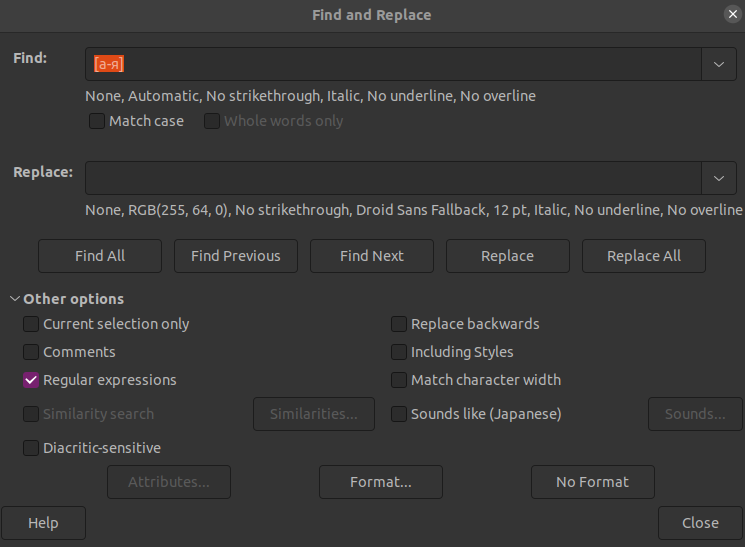 Find and Replace
Find: [а-я]
None, Automatic, No strikethrough, Italic, No underline, No overline
Match case Whole words only
Replace:
None, RGB(255, 64, 0), No strikethrough, Droid Sans Fallback, 12 pt, Italic, No underline, No overline
Find All Find Previous Find Next Replace Replace All
Other options
Current selection only Replace backwards
Comments Including Styles
Regular expressions Match character width
Similarity search Similarities... Sounds like (Japanese) Sounds...
Diacritic-sensitive
Attributes... Format... No Format
Help Close